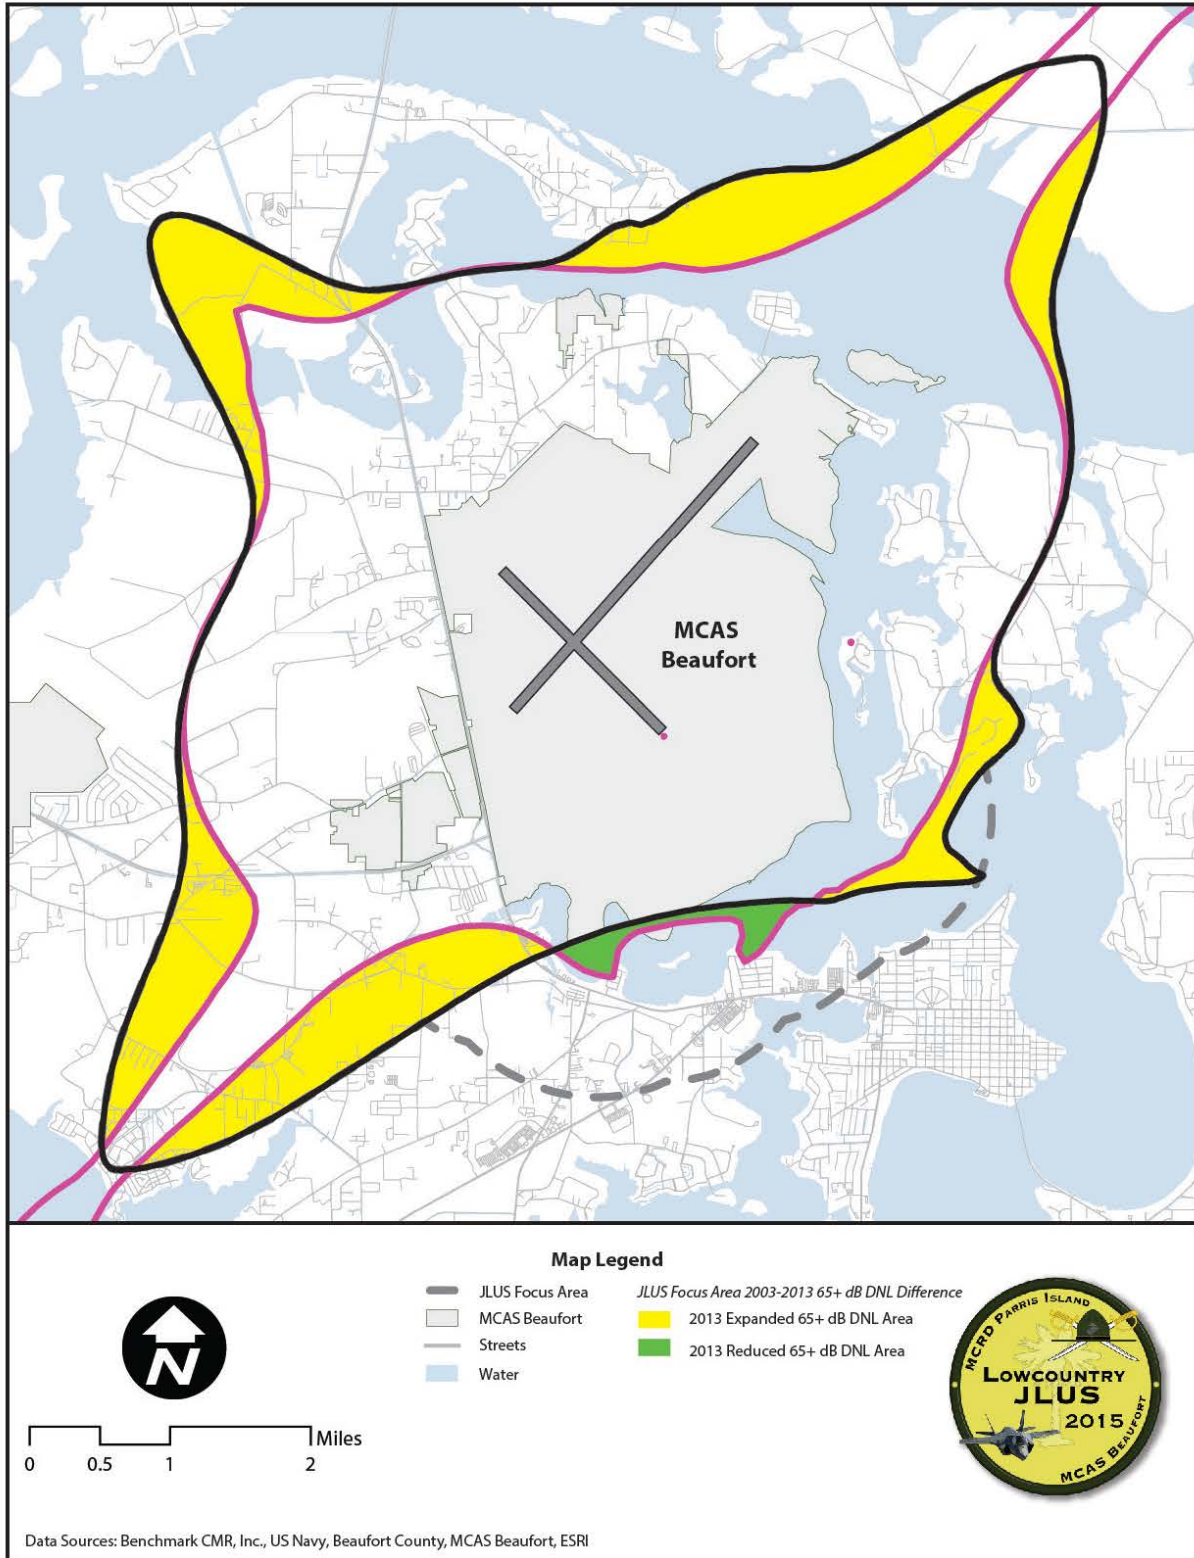 MCAS
Beaufort
Map Legend
JLUS Focus Area
MCAS Beaufort
Streets
Water
JLUS Focus Area 2003-2013 65+ dB DNL Difference
2013 Expanded 65+ dB DNL Area
2013 Reduced 65+ dB DNL Area
N
Miles
0 0.5 1 2
MCRD PARRIS ISLAND
LOWCOUNTRY
JLUS
2015
MCAS BEAUFORT
Data Sources: Benchmark CMR, Inc., US Navy, Beaufort County, MCAS Beaufort, ESRI